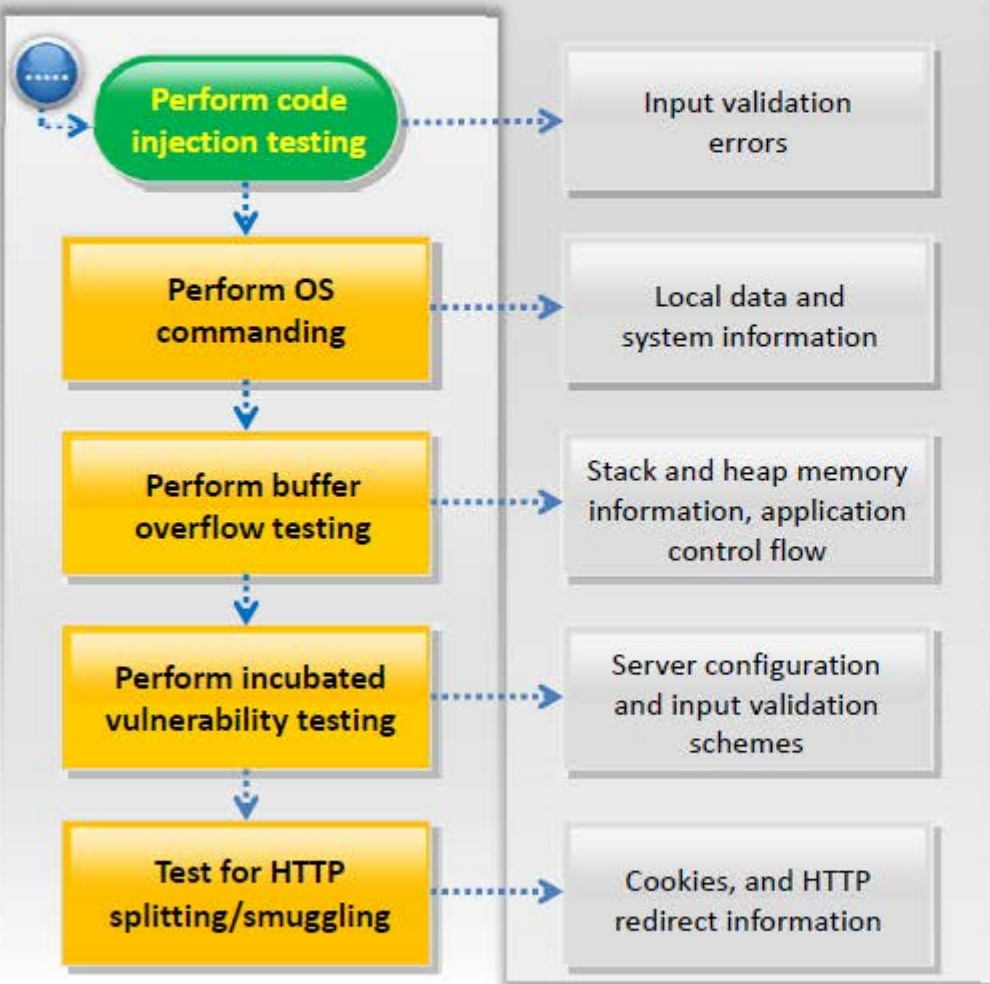 .....
Perform code
injection testing
Input validation
errors
Perform OS
commanding
Local data and
system information
Perform buffer
overflow testing
Stack and heap memory
information, application
control flow
Perform incubated
vulnerability testing
Server configuration
and input validation
schemes
Test for HTTP
splitting/smuggling
Cookies, and HTTP
redirect information